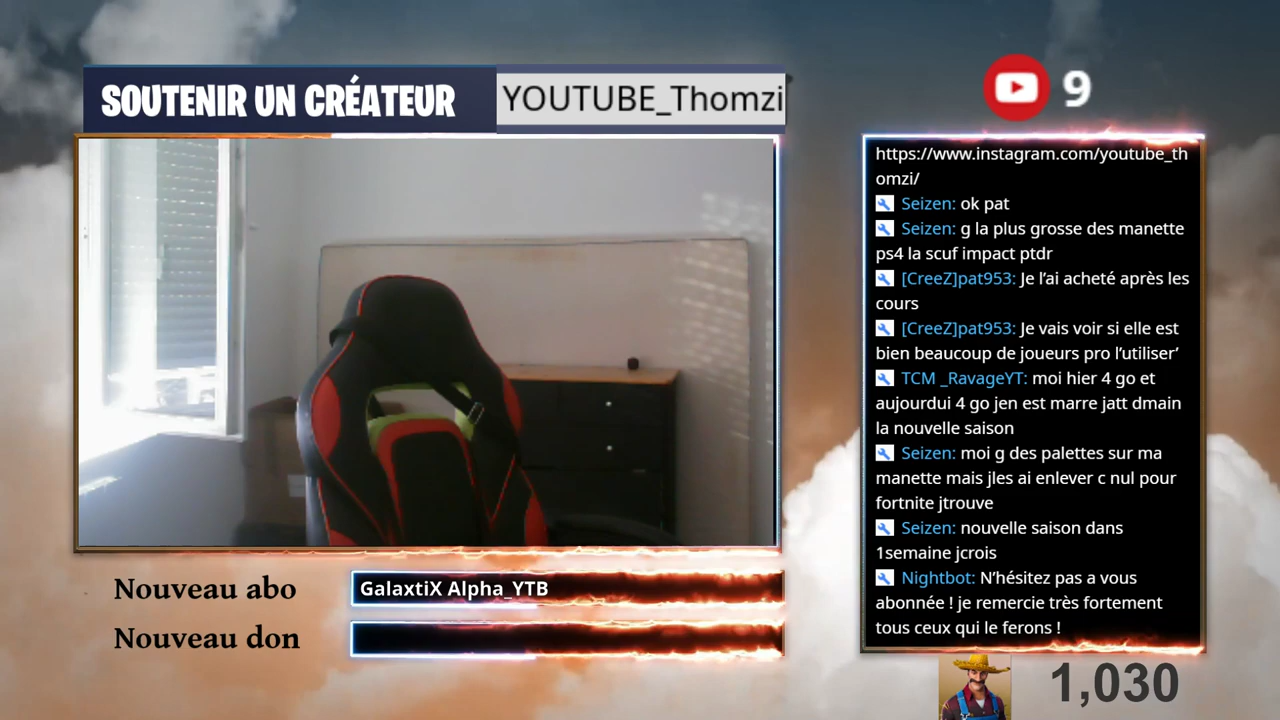 SOUTENIR UN CRÉATEUR
YOUTUBE_Thomzi
9
https://www.instagram.com/youtube_th
omzi/
Seizen: ok pat
Seizen: g la plus grosse des manette
ps4 la scuf impact ptdr
[CreeZ]pat953: Je l’ai acheté après les
cours
[CreeZ]pat953: Je vais voir si elle est
bien beaucoup de joueurs pro l’utiliser’
TCM _RavageYT: moi hier 4 go et
aujourdui 4 go jen est marre jatt dmain
la nouvelle saison
Seizen: moi g des palettes sur ma
manette mais jles ai enlever c nul pour
fortnite jtrouve
Seizen: nouvelle saison dans
1semaine jcrois
Nightbot: N’hésitez pas a vous
abonnée ! je remercie très fortement
tous ceux qui le ferons !
Nouveau abo
GalaxtiX Alpha_YTB
Nouveau don
1,030